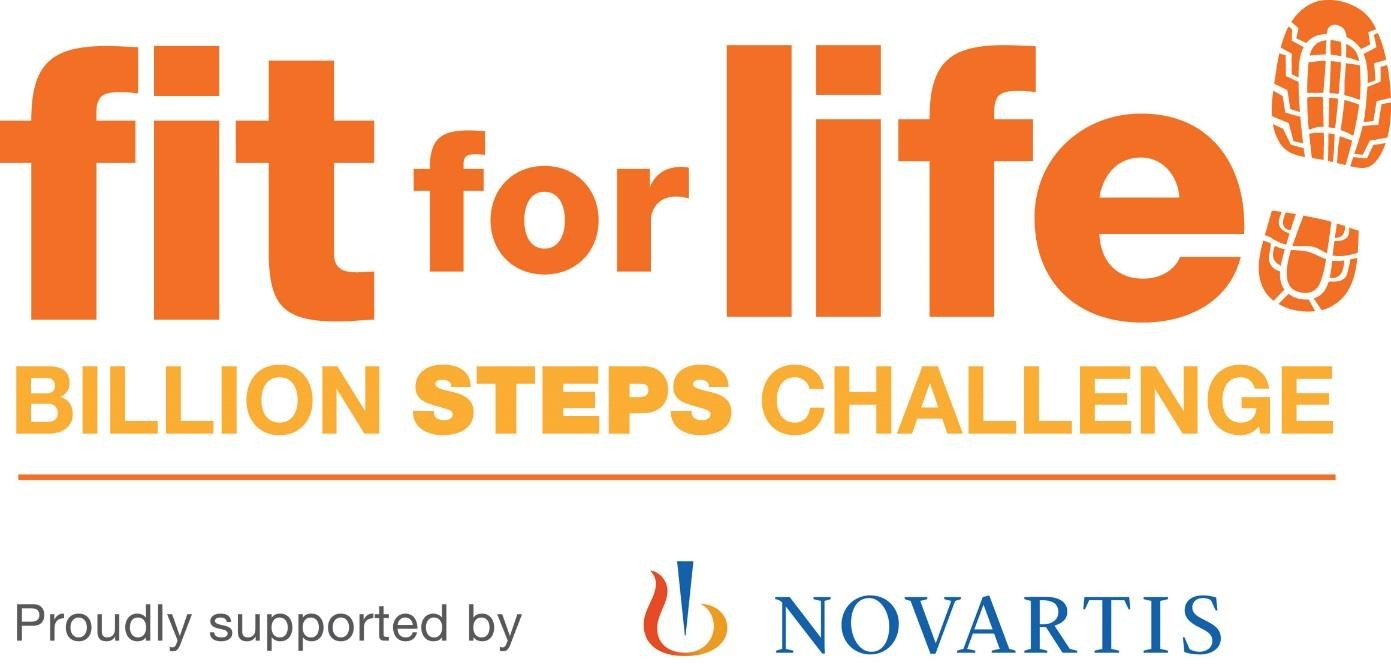 fit for life
BILLION STEPS CHALLENGE
Proudly supported by NOVARTIS